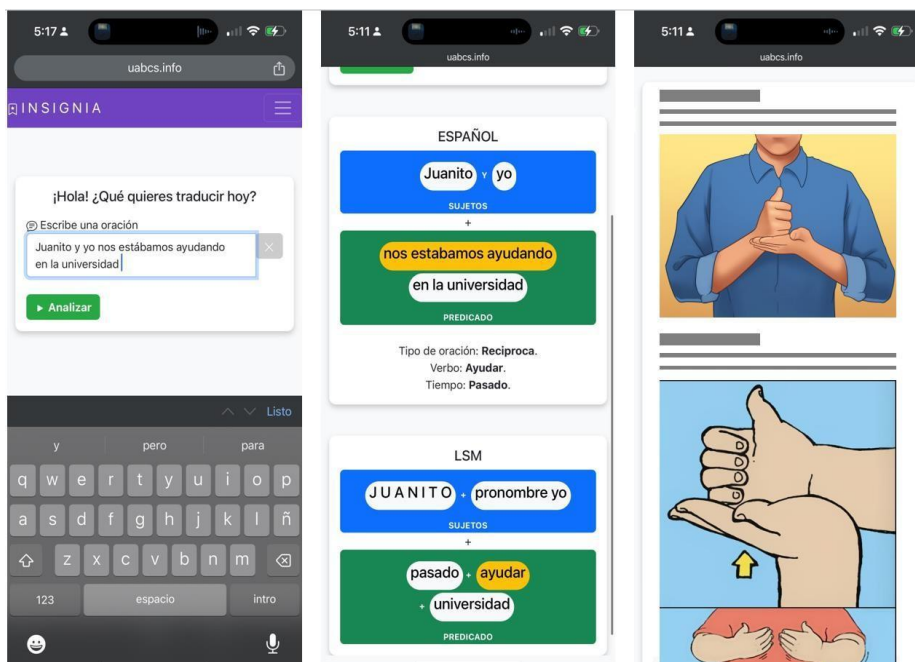 5:17
uabcs.info
INSIGNIA
¡Hola! ¿Qué quieres traducir hoy?
Escribe una oración
Juanito y yo nos estábamos ayudando
en la universidad
Analizar
Listo
y pero para
q w e r t y u i o p
a s d f g h j k l ñ
z x c v b n m
123 espacio intro
5:11
uabcs.info
ESPAÑOL
Juanito Y yo
SUJETOS
+
nos estabamos ayudando
en la universidad
PREDICADO
Tipo de oración: Reciproca.
Verbo: Ayudar.
Tiempo: Pasado.
LSM
J U A N I T O + pronombre yo
SUJETOS
+
pasado + ayudar
+ universidad
PREDICADO
5:11
uabcs.info